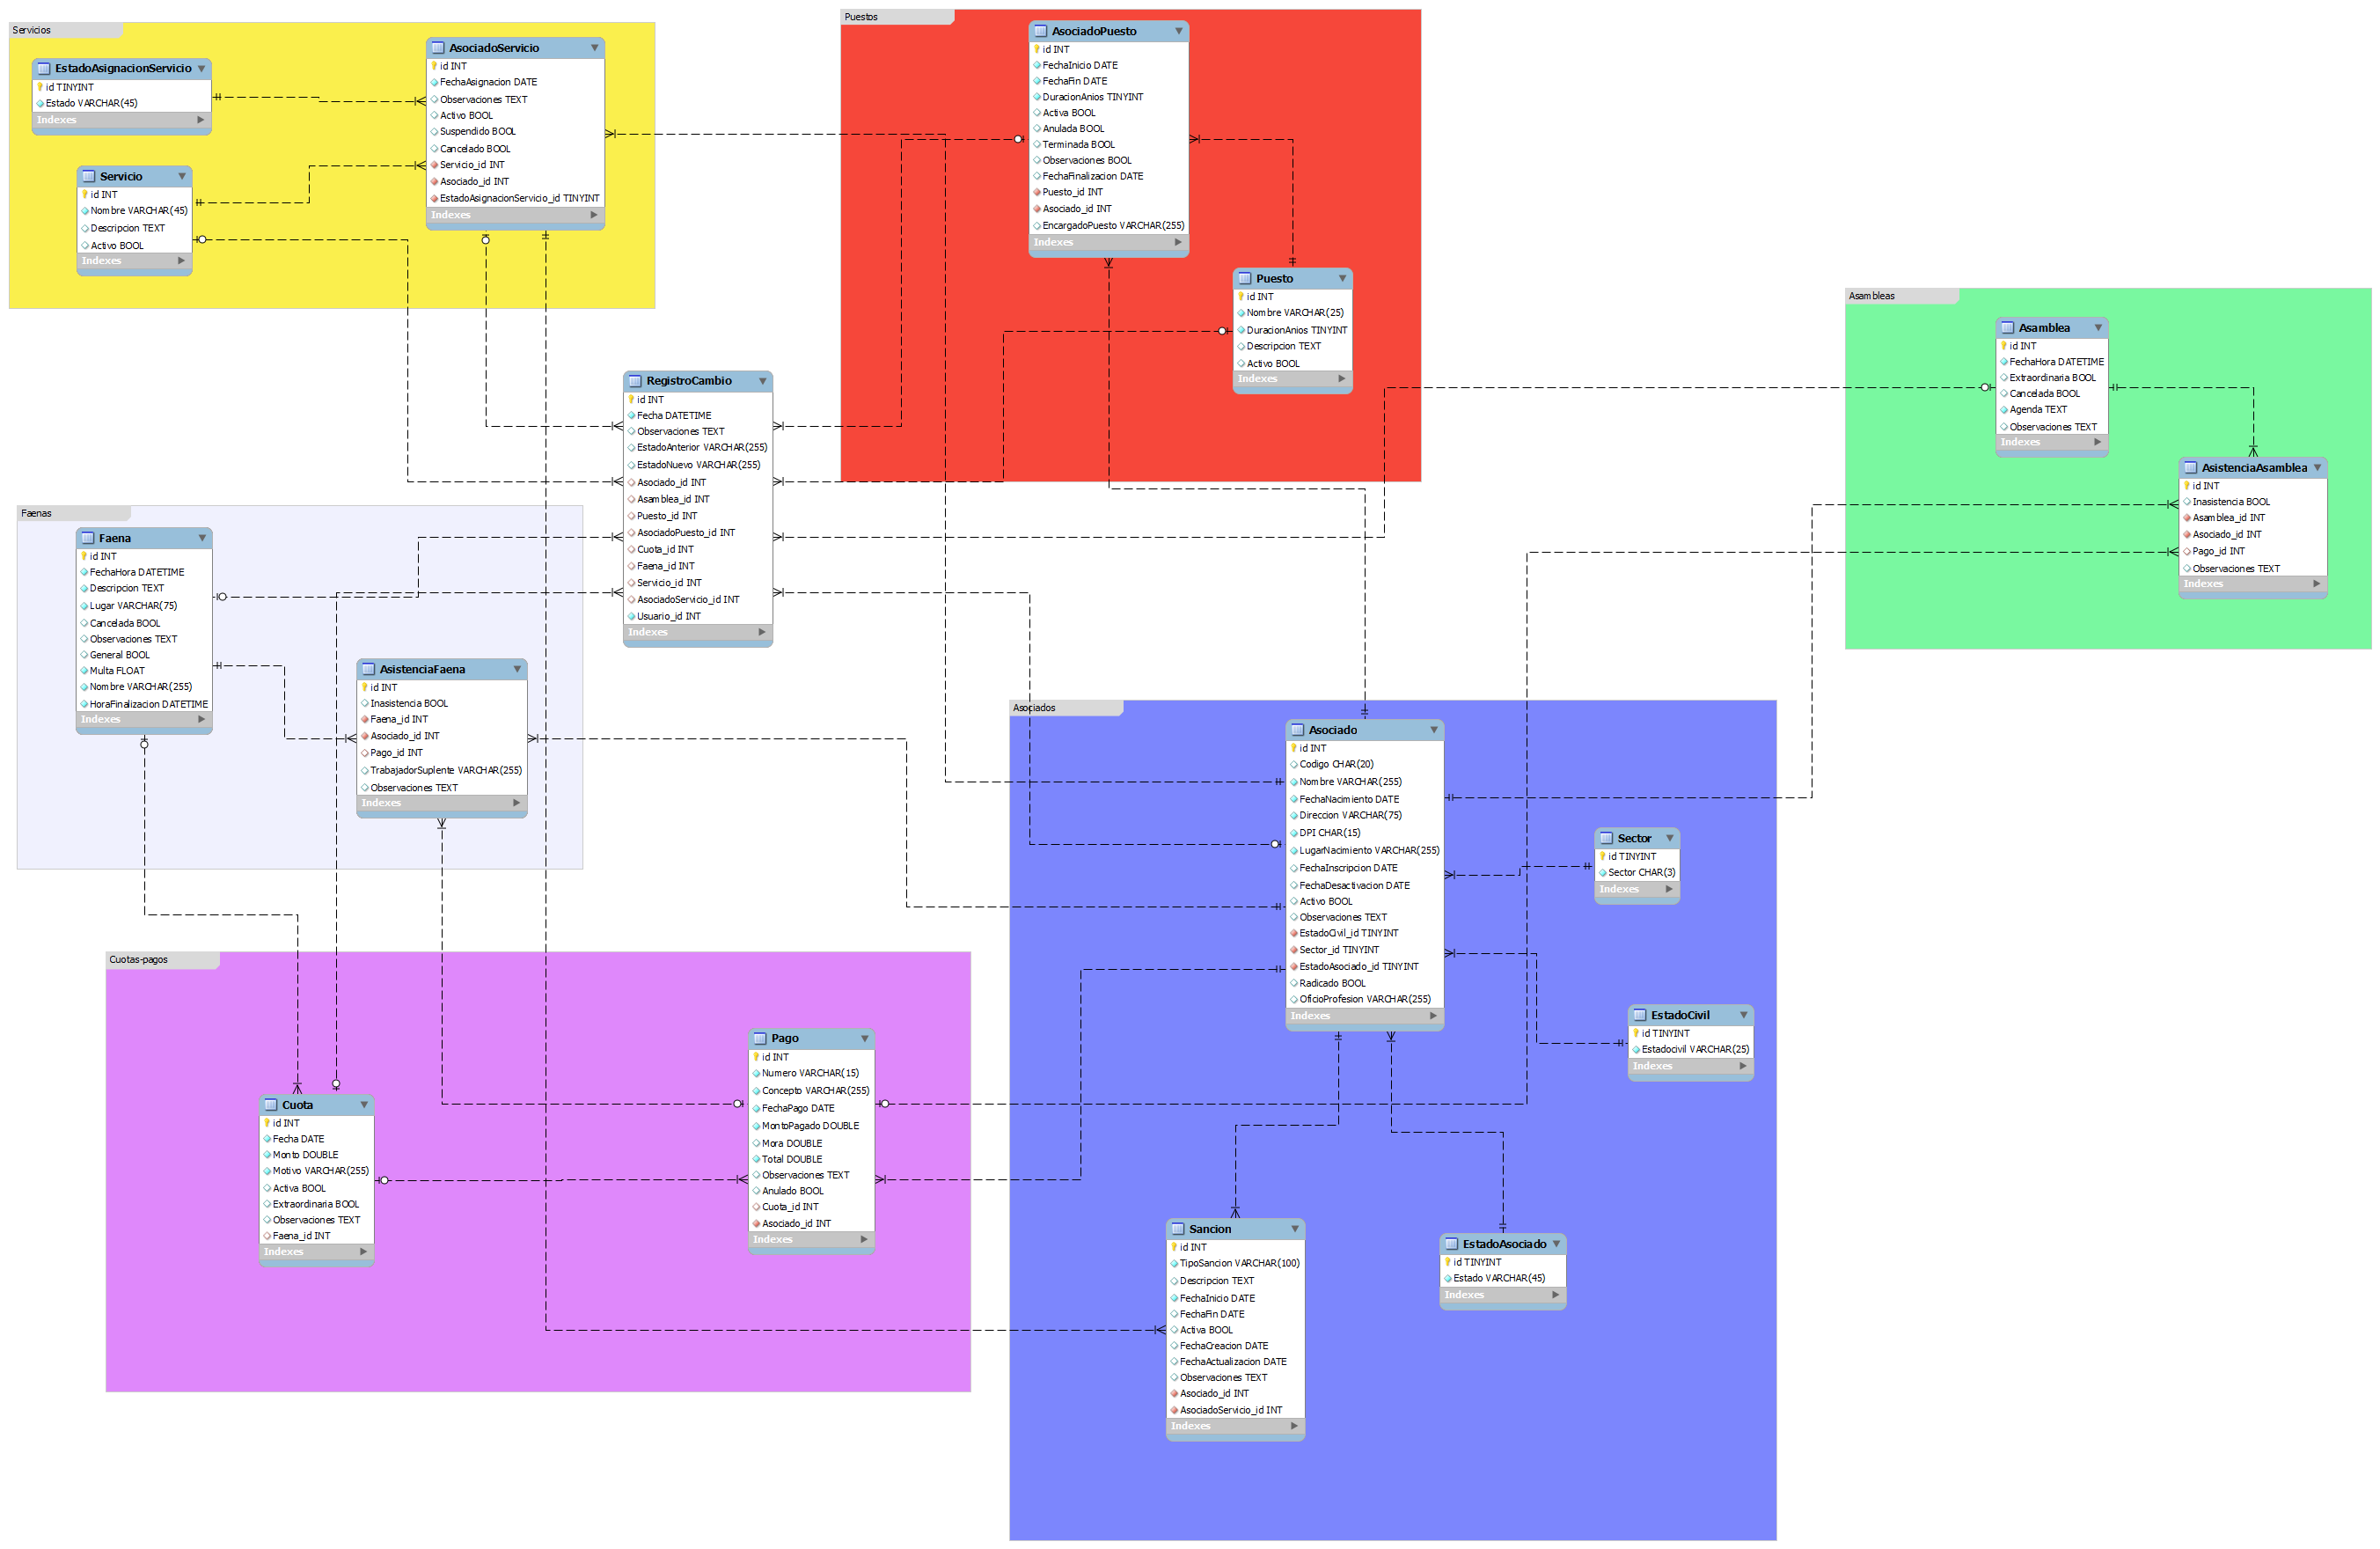 Servicios
EstadoAsignacionServicio
id TINYINT
Estado VARCHAR(45)
Indexes
Servicio
id INT
Nombre VARCHAR(45)
Descripcion TEXT
Activo BOOL
Indexes
AsociadoServicio
id INT
FechaAsignacion DATE
Observaciones TEXT
Activo BOOL
Suspendido BOOL
Cancelado BOOL
Servicio_id INT
Asociado_id INT
EstadoAsignacionServicio_id TINYINT
Indexes
Puestos
AsociadoPuesto
id INT
FechaInicio DATE
FechaFin DATE
DuracionAnios TINYINT
Activa BOOL
Anulada BOOL
Terminada BOOL
Observaciones BOOL
FechaFinalizacion DATE
Puesto_id INT
Asociado_id INT
EncargadoPuesto VARCHAR(255)
Indexes
Puesto
id INT
Nombre VARCHAR(25)
DuracionAnios TINYINT
Descripcion TEXT
Activo BOOL
Indexes
Asambleas
Asamblea
id INT
FechaHora DATETIME
Extraordinaria BOOL
Cancelada BOOL
Agenda TEXT
Observaciones TEXT
Indexes
AsistenciaAsamblea
id INT
Inasistencia BOOL
Asamblea_id INT
Asociado_id INT
Pago_id INT
Observaciones TEXT
Indexes
RegistroCambio
id INT
Fecha DATETIME
Observaciones TEXT
EstadoAnterior VARCHAR(255)
EstadoNuevo VARCHAR(255)
Asociado_id INT
Asamblea_id INT
Puesto_id INT
AsociadoPuesto_id INT
Cuota_id INT
Faena_id INT
Servicio_id INT
AsociadoServicio_id INT
Usuario_id INT
Indexes
Faenas
Faena
id INT
FechaHora DATETIME
Descripcion TEXT
Lugar VARCHAR(75)
Cancelada BOOL
Observaciones TEXT
General BOOL
Multa FLOAT
Nombre VARCHAR(255)
HoraFinalizacion DATETIME
Indexes
AsistenciaFaena
id INT
Inasistencia BOOL
Faena_id INT
Asociado_id INT
Pago_id INT
TrabajadorSuplente VARCHAR(255)
Observaciones TEXT
Indexes
Asociados
Asociado
id INT
Codigo CHAR(20)
Nombre VARCHAR(255)
FechaNacimiento DATE
Direccion VARCHAR(75)
DPI CHAR(15)
LugarNacimiento VARCHAR(255)
FechaInscripcion DATE
FechaDesactivacion DATE
Activo BOOL
Observaciones TEXT
EstadoCivil_id TINYINT
Sector_id TINYINT
EstadoAsociado_id TINYINT
Radicado BOOL
OficioProfesion VARCHAR(255)
Indexes
Sector
id TINYINT
Sector CHAR(3)
Indexes
EstadoCivil
id TINYINT
Estadocivil VARCHAR(25)
Indexes
Sancion
id INT
TipoSancion VARCHAR(100)
Descripcion TEXT
FechaInicio DATE
FechaFin DATE
Activa BOOL
FechaCreacion DATE
FechaActualizacion DATE
Observaciones TEXT
Asociado_id INT
AsociadoServicio_id INT
Indexes
EstadoAsociado
id TINYINT
Estado VARCHAR(45)
Indexes
Cuotas-pagos
Cuota
id INT
Fecha DATE
Monto DOUBLE
Motivo VARCHAR(255)
Activa BOOL
Extraordinaria BOOL
Observaciones TEXT
Faena_id INT
Indexes
Pago
id INT
Numero VARCHAR(15)
Concepto VARCHAR(255)
FechaPago DATE
MontoPagado DOUBLE
Mora DOUBLE
Total DOUBLE
Observaciones TEXT
Anulado BOOL
Cuota_id INT
Asociado_id INT
Indexes